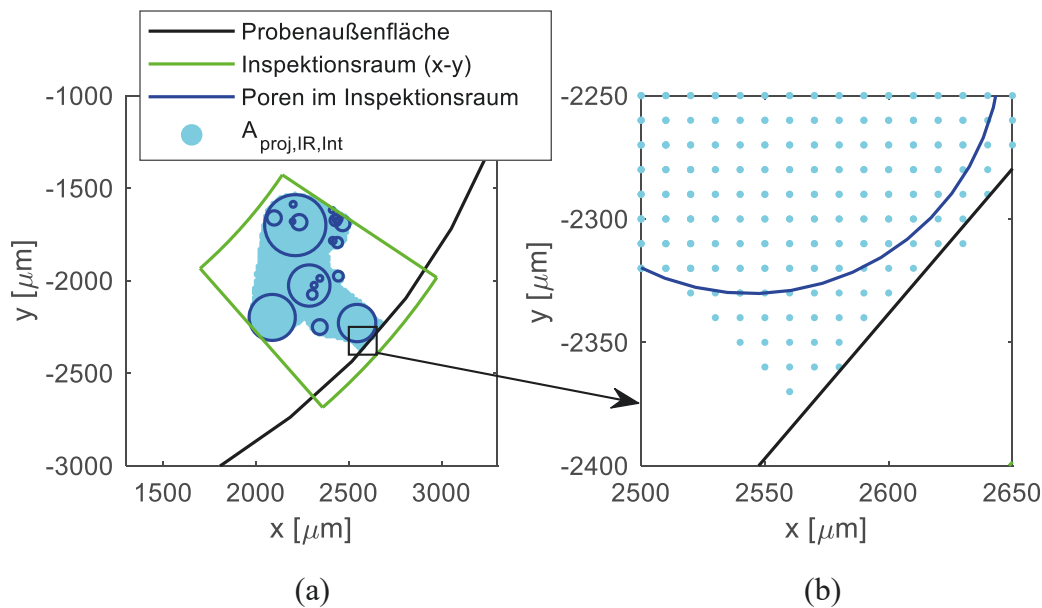 Probenaußenfläche
Inspektionsraum (x-y)
Poren im Inspektionsraum
A_proj,IR,Int
-1000
-1500
-2000
-2500
-3000
y [μm]
1500 2000 2500 3000
x [μm]
(a)
-2250
-2300
-2350
-2400
y [μm]
2500 2550 2600 2650
x [μm]
(b)